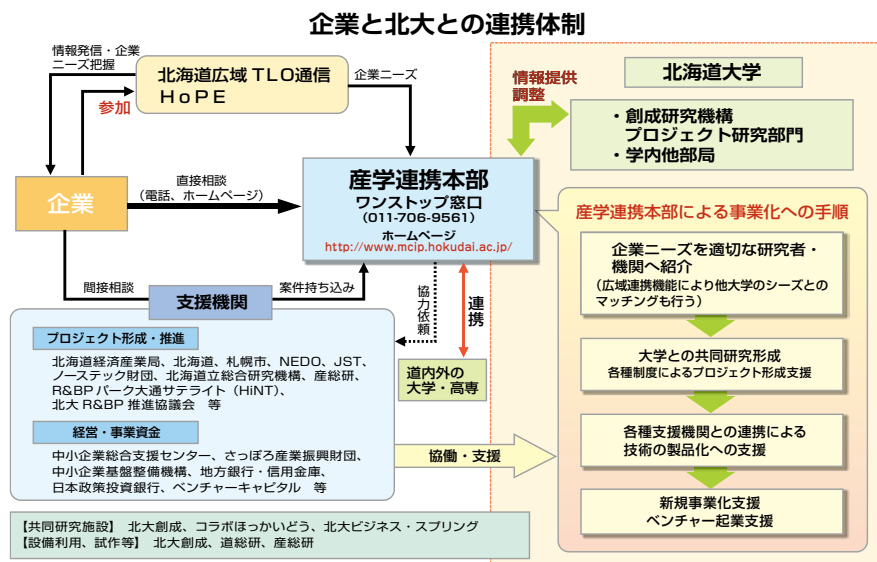 企業と北大との連携体制
情報発信・企業
ニーズ把握
北海道広域 TLO通信
HoPE
企業ニーズ
参加
情報提供
調整
北海道大学
・創成研究機構
プロジェクト研究部門
・学内他部局
企業
直接相談
（電話、ホームページ）
産学連携本部
ワンストップ窓口
（011-706-9561）
ホームページ
http://www.mcip.hokudai.ac.jp/
間接相談
支援機関
案件持ち込み
協力依頼
連携
道内外の
大学・高専
プロジェクト形成・推進
北海道経済産業局、北海道、札幌市、NEDO、JST、
ノーステック財団、北海道立総合研究機構、産総研、
R&BP パーク大通サテライト（HiNT）、
北大 R&BP 推進協議会　等
経営・事業資金
中小企業総合支援センター、さっぽろ産業振興財団、
中小企業基盤整備機構、地方銀行・信用金庫、
日本政策投資銀行、ベンチャーキャピタル　等
協働・支援
産学連携本部による事業化への手順
企業ニーズを適切な研究者・
機関へ紹介
（広域連携機能により他大学のシーズとの
マッチングも行う）
大学との共同研究形成
各種制度によるプロジェクト形成支援
各種支援機関との連携による
技術の製品化への支援
新規事業化支援
ベンチャー起業支援
【共同研究施設】　北大創成、コラボほっかいどう、北大ビジネス・スプリング
【設備利用、試作等】　北大創成、道総研、産総研